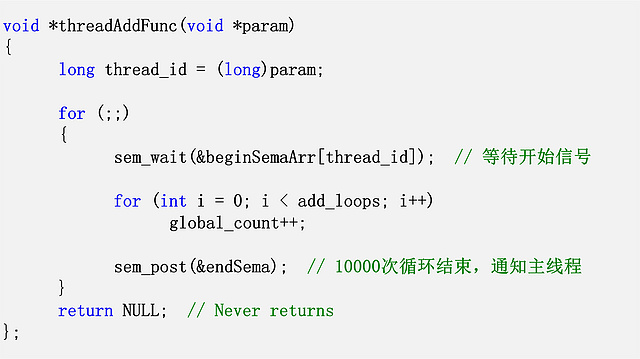 void *threadAddFunc(void *param)
{
long thread_id = (long)param;
for (;;)
{
sem_wait(&beginSemaArr[thread_id]);  // 等待开始信号
for (int i = 0; i < add_loops; i++)
global_count++;
sem_post(&endSema);  // 10000次循环结束，通知主线程
}
return NULL;  // Never returns
};